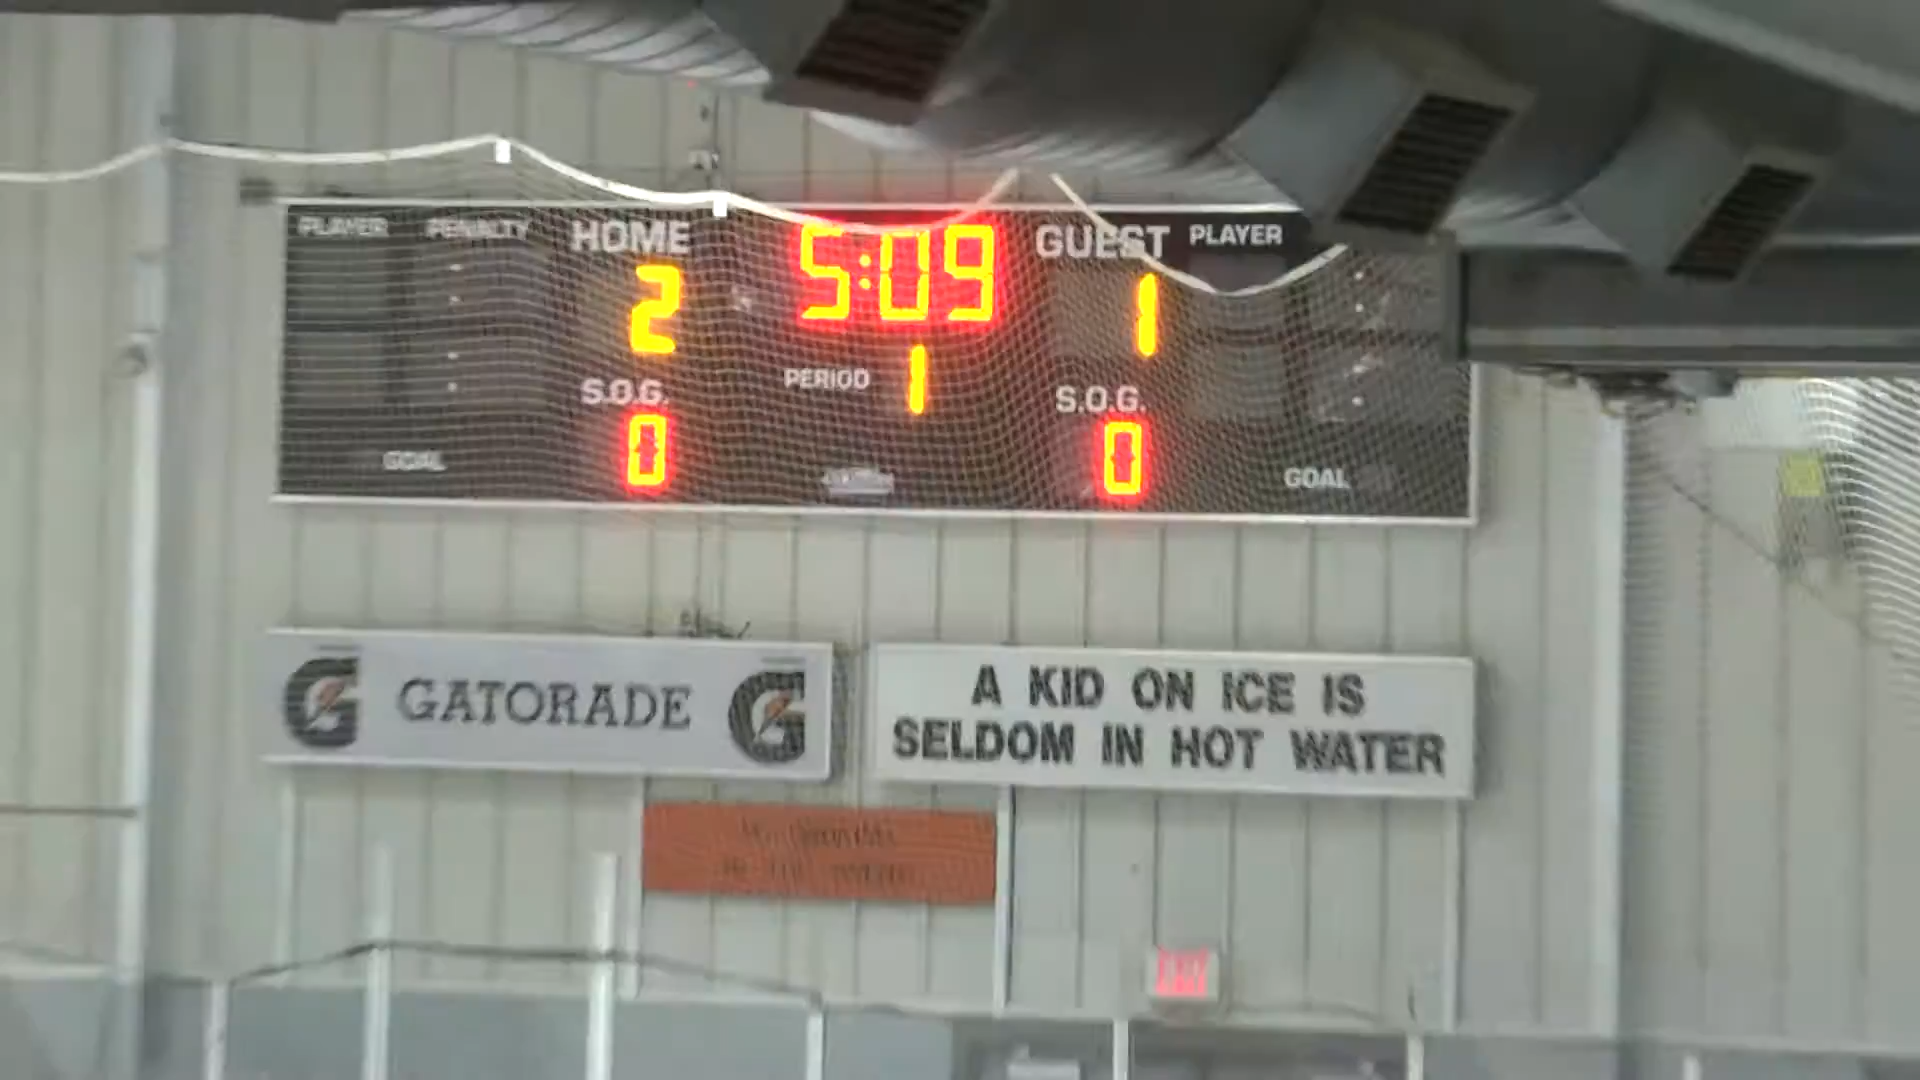 PLAYER PENALTY HOME 5:09 GUEST PLAYER
2 1
PERIOD 1
S.O.G. S.O.G.
0 0
GOAL GOAL
G GATORADE G
A KID ON ICE IS
SELDOM IN HOT WATER
EXIT